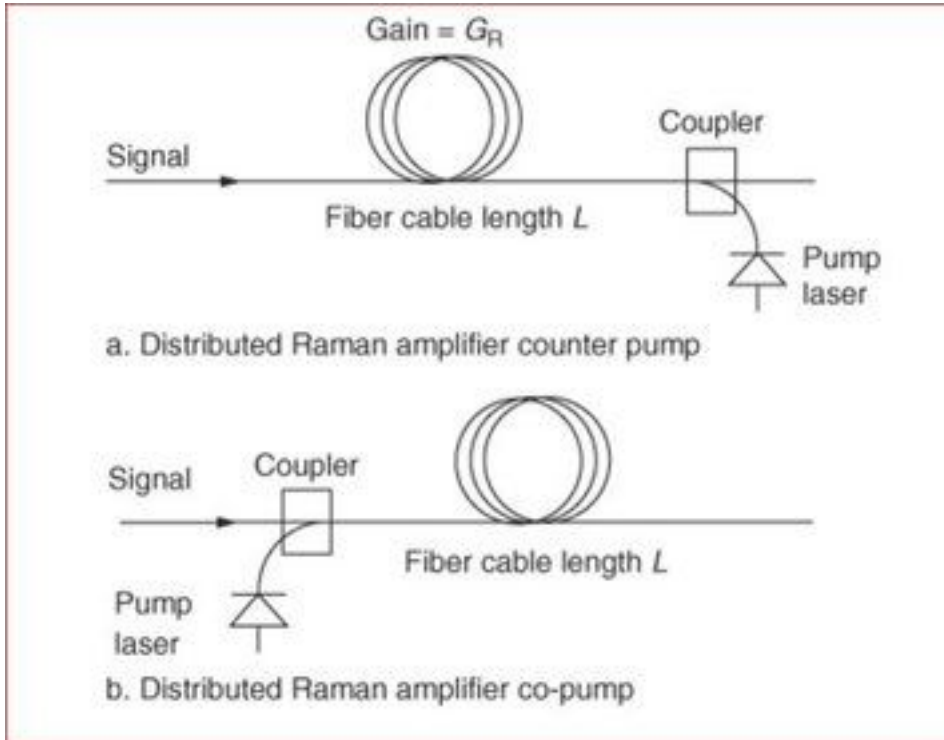 Gain = G_R
Coupler
Signal
Fiber cable length L
Pump
laser
a. Distributed Raman amplifier counter pump
Coupler
Signal
Fiber cable length L
Pump
laser
b. Distributed Raman amplifier co-pump